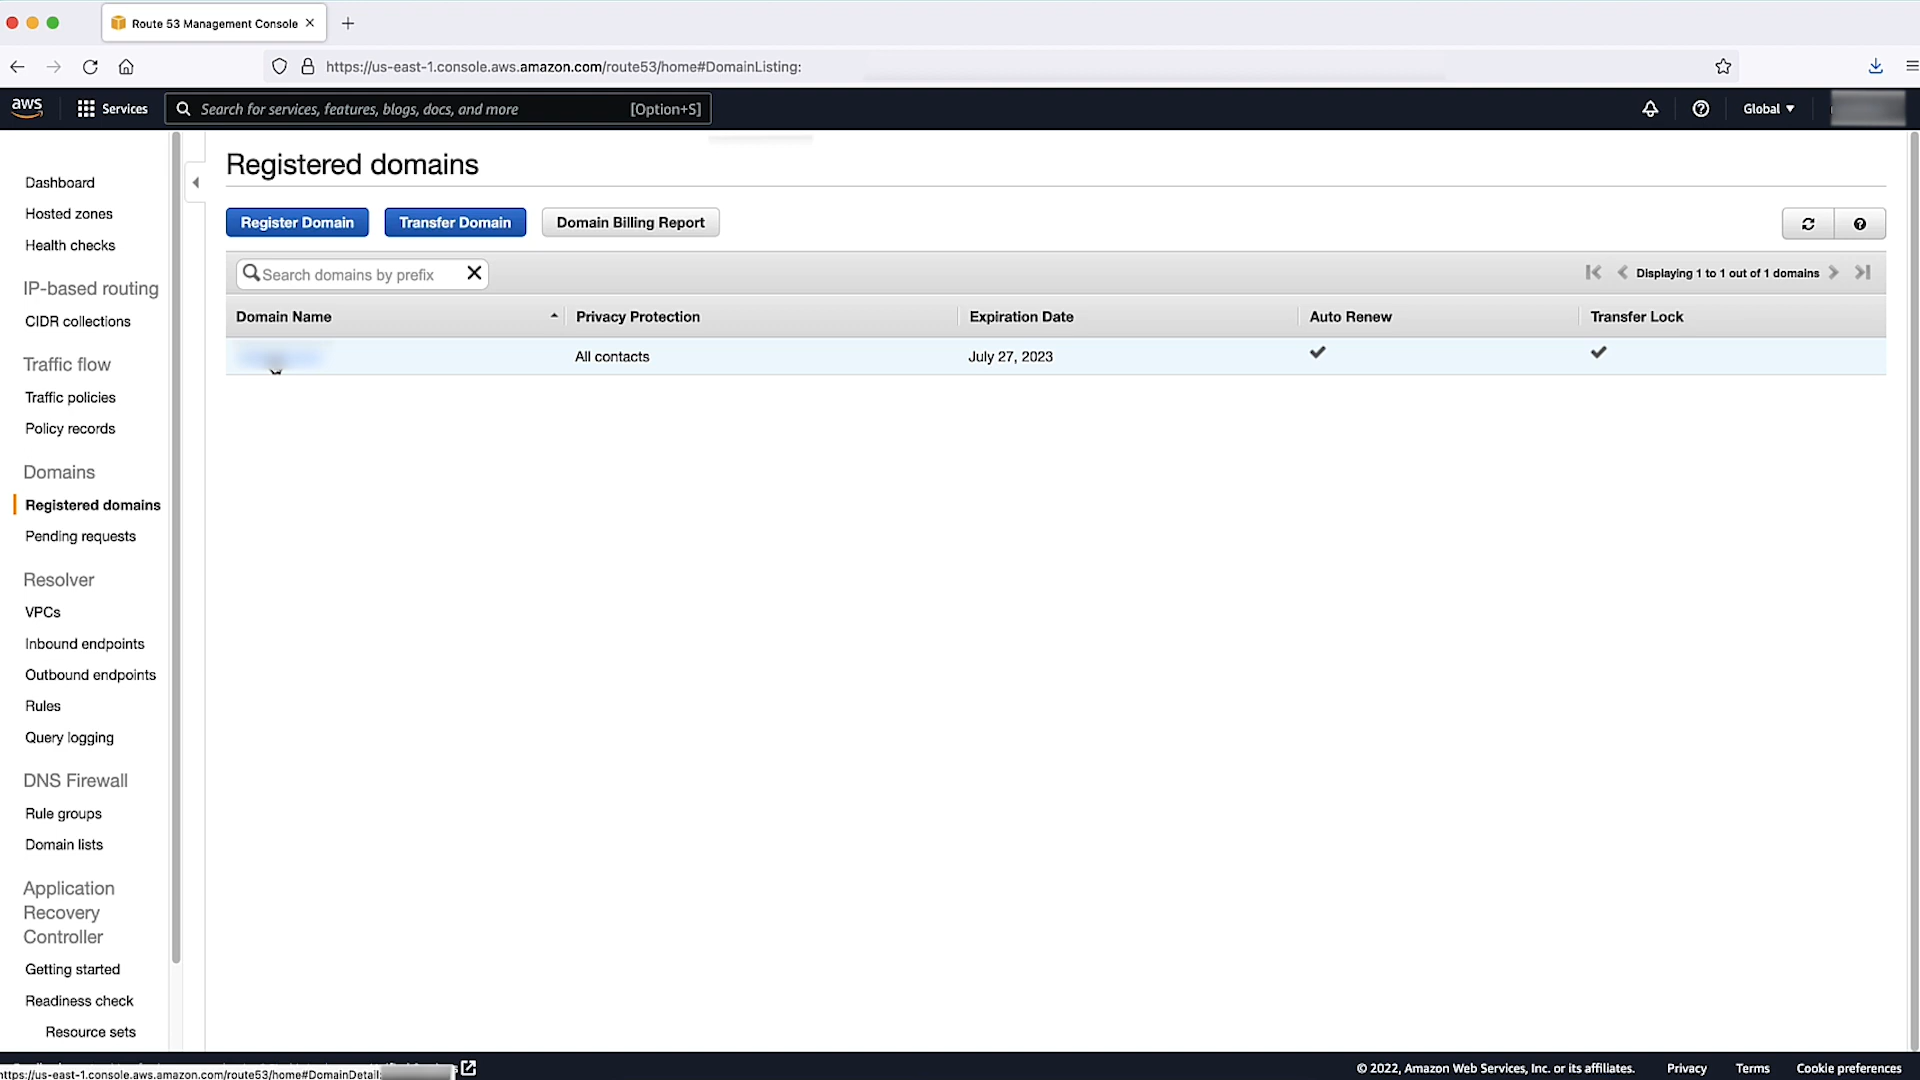 Route 53 Management Console
https://us-east-1.console.aws.amazon.com/route53/home#DomainListing:
aws
Services
Search for services, features, blogs, docs, and more
[Option+S]
Global
Registered domains
Register Domain
Transfer Domain
Domain Billing Report
Search domains by prefix
Displaying 1 to 1 out of 1 domains
Domain Name
Privacy Protection
Expiration Date
Auto Renew
Transfer Lock
All contacts
July 27, 2023
Dashboard
Hosted zones
Health checks
IP-based routing
CIDR collections
Traffic flow
Traffic policies
Policy records
Domains
Registered domains
Pending requests
Resolver
VPCs
Inbound endpoints
Outbound endpoints
Rules
Query logging
DNS Firewall
Rule groups
Domain lists
Application
Recovery
Controller
Getting started
Readiness check
Resource sets
https://us-east-1.console.aws.amazon.com/route53/home#DomainDetail:
© 2022, Amazon Web Services, Inc. or its affiliates.
Privacy
Terms
Cookie preferences